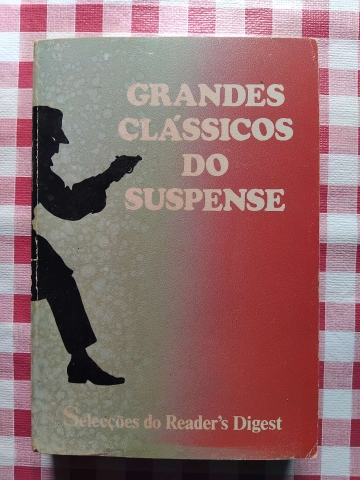 GRANDES
CLÁSSICOS
DO
SUSPENSE
Selecções do Reader's Digest